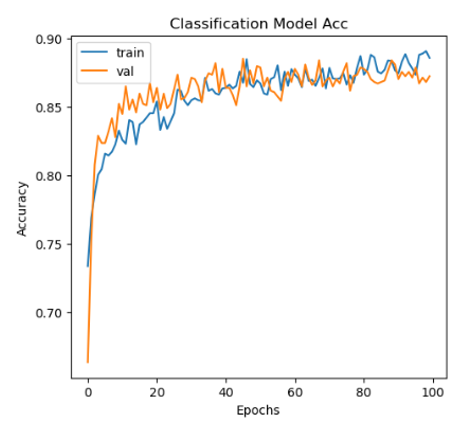 Classification Model Acc
0.90
train
val
0.85
0.80
0.75
0.70
Accuracy
0 20 40 60 80 100
Epochs